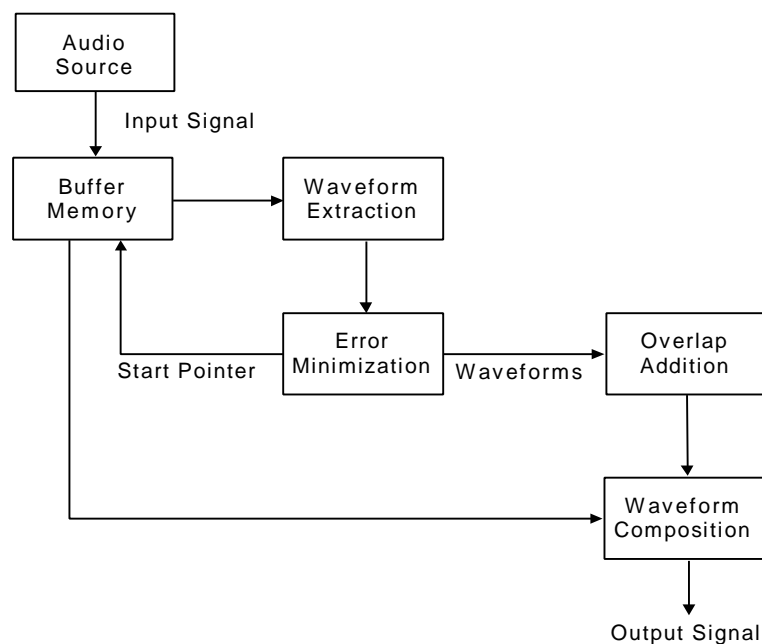 Audio
Source
Input Signal
Buffer
Memory
Waveform
Extraction
Error
Minimization
Start Pointer
Waveforms
Overlap
Addition
Waveform
Composition
Output Signal